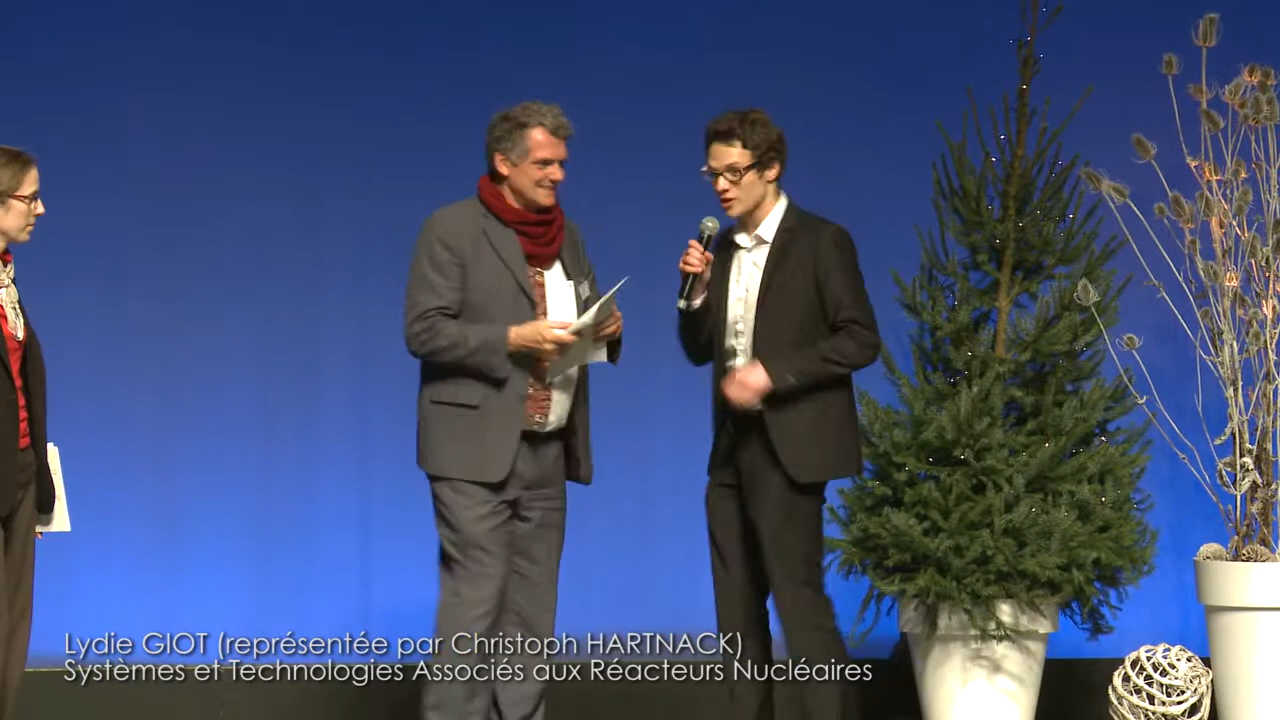 Lydie GIOT (représentée par Christoph HARTNACK)
Systèmes et Technologies Associés aux Réacteurs Nucléaires